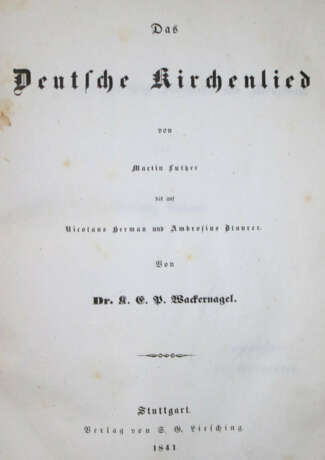 Das
Deutsche Kirchenlied
von
Martin Luther
bis auf
Nicolaus Herman und Ambrosius Blaurer.
Von
Dr. K. E. P. Wackernagel.
Stuttgart.
Verlag von S. G. Liesching.
1841.